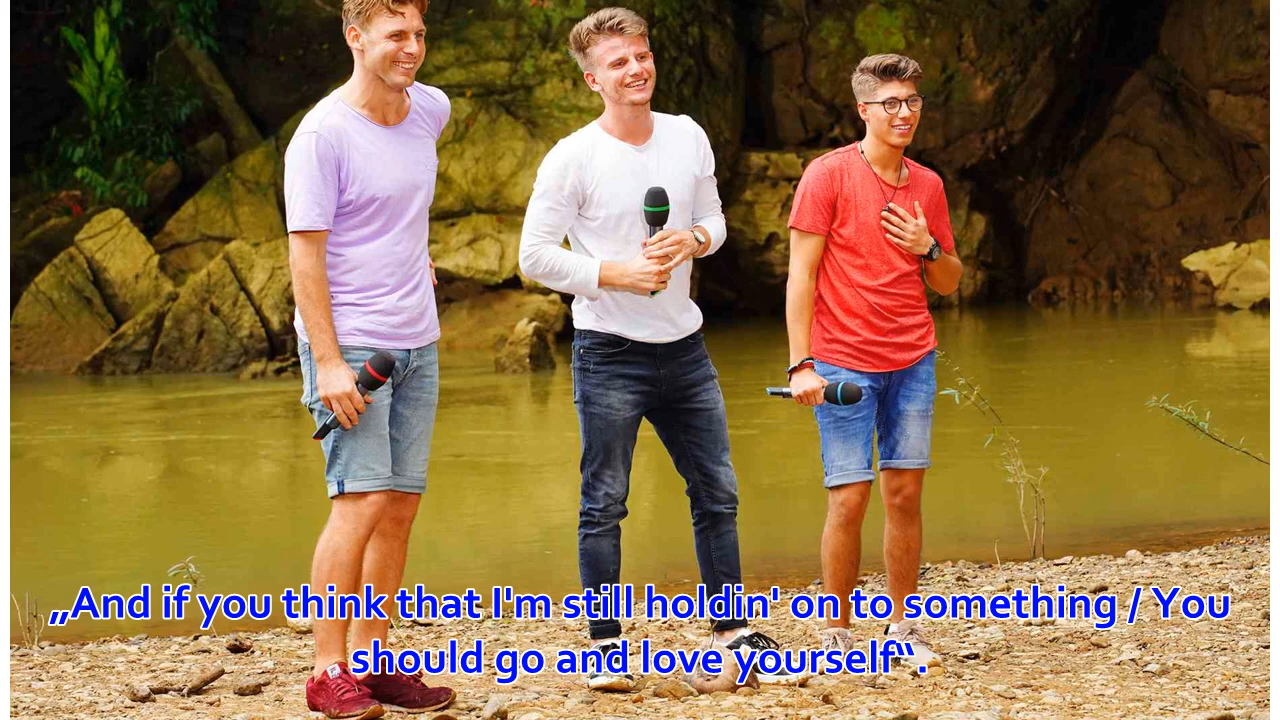 „And if you think that I'm still holdin' on to something / You
should go and love yourself“.